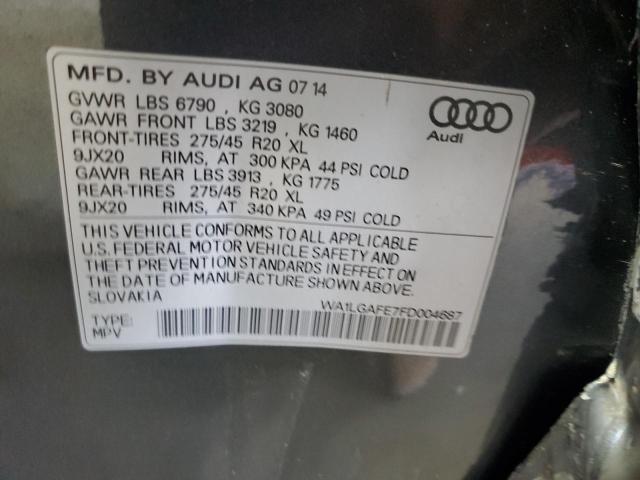 MFD. BY AUDI AG 07 14
GVWR LBS 6790 , KG 3080
GAWR FRONT LBS 3219 , KG 1460
FRONT-TIRES 275/45 R20 XL
9JX20 RIMS, AT 300 KPA 44 PSI COLD
GAWR REAR LBS 3913 , KG 1775
REAR-TIRES 275/45 R20 XL
9JX20 RIMS, AT 340 KPA 49 PSI COLD
Audi
THIS VEHICLE CONFORMS TO ALL APPLICABLE
U.S. FEDERAL MOTOR VEHICLE SAFETY AND
THEFT PREVENTION STANDARDS IN EFFECT ON
THE DATE OF MANUFACTURE SHOWN ABOVE.
SLOVAKIA
WA1LGAFE7FD004687
TYPE:
MPV